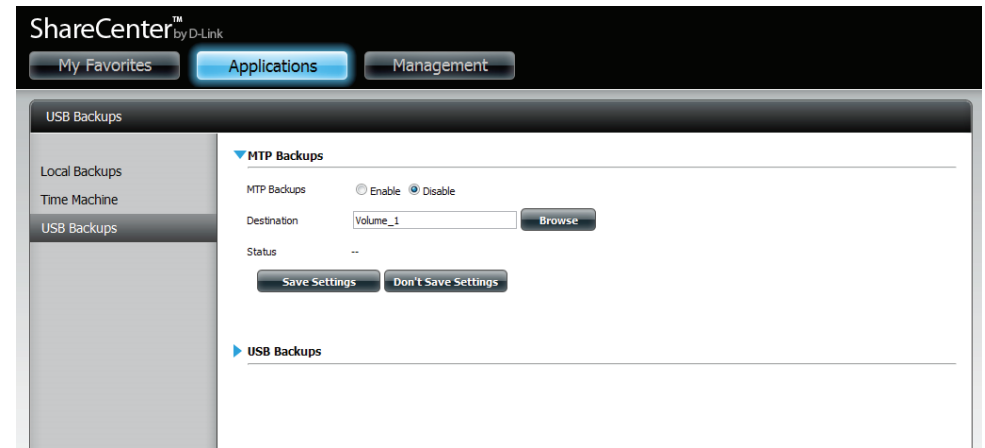 ShareCenter™ by D-Link
My Favorites Applications Management
USB Backups
Local Backups
Time Machine
USB Backups
MTP Backups
MTP Backups Enable Disable
Destination Volume_1 Browse
Status --
Save Settings Don't Save Settings
USB Backups